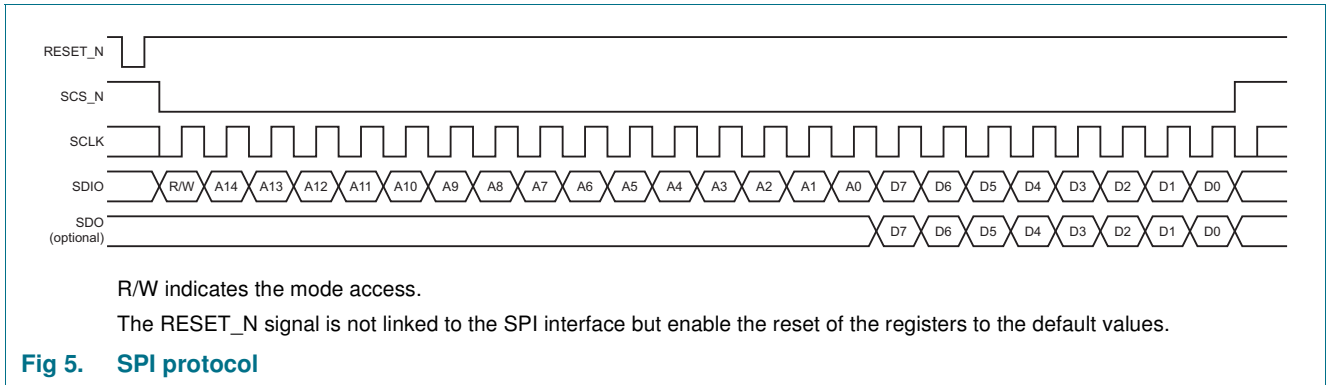 RESET_N
SCS_N
SCLK
SDIO R/W A14 A13 A12 A11 A10 A9 A8 A7 A6 A5 A4 A3 A2 A1 A0 D7 D6 D5 D4 D3 D2 D1 D0
SDO
(optional) D7 D6 D5 D4 D3 D2 D1 D0
R/W indicates the mode access.
The RESET_N signal is not linked to the SPI interface but enable the reset of the registers to the default values.
Fig 5. SPI protocol